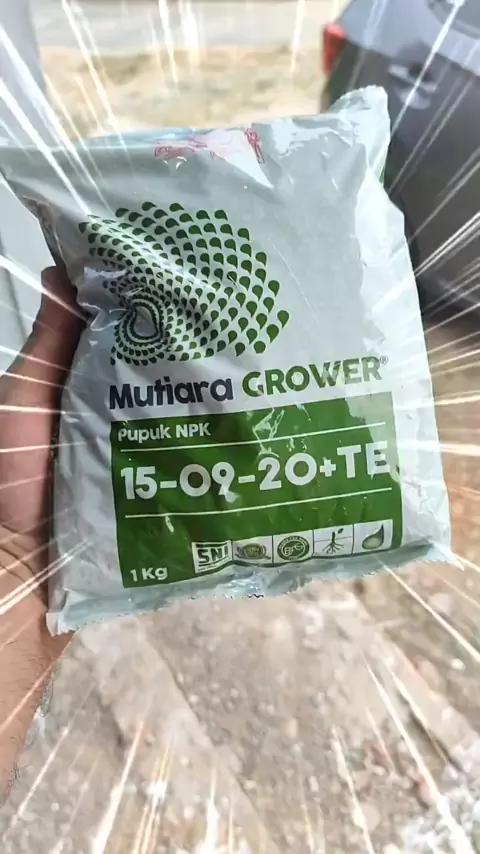 Mutiara GROWER®
Pupuk NPK
15-09-20+TE
1 Kg
SNI